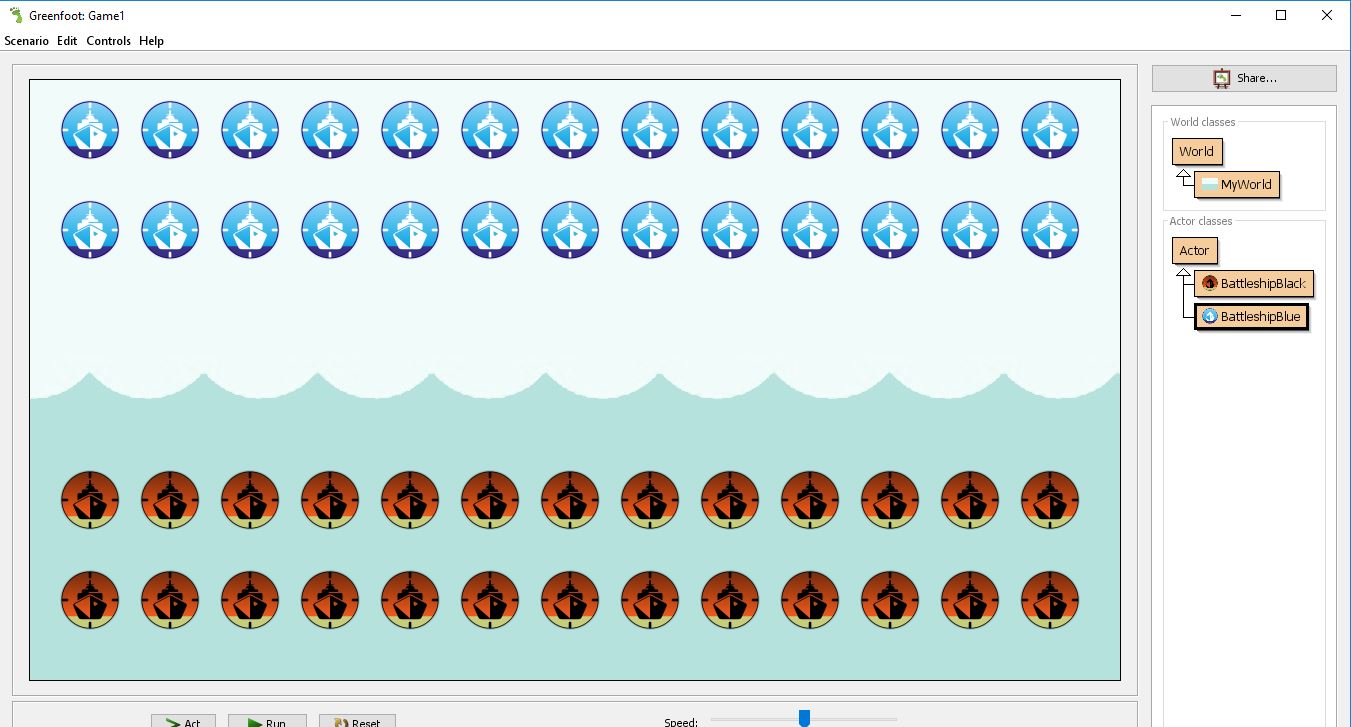 Greenfoot: Game1
Scenario Edit Controls Help
Share...
World classes
World
MyWorld
Actor classes
Actor
BattleshipBlack
BattleshipBlue
Act Run Reset Speed: